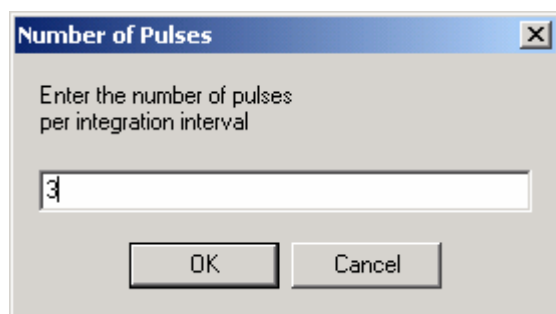 Number of Pulses
Enter the number of pulses
per integration interval
3
OK Cancel